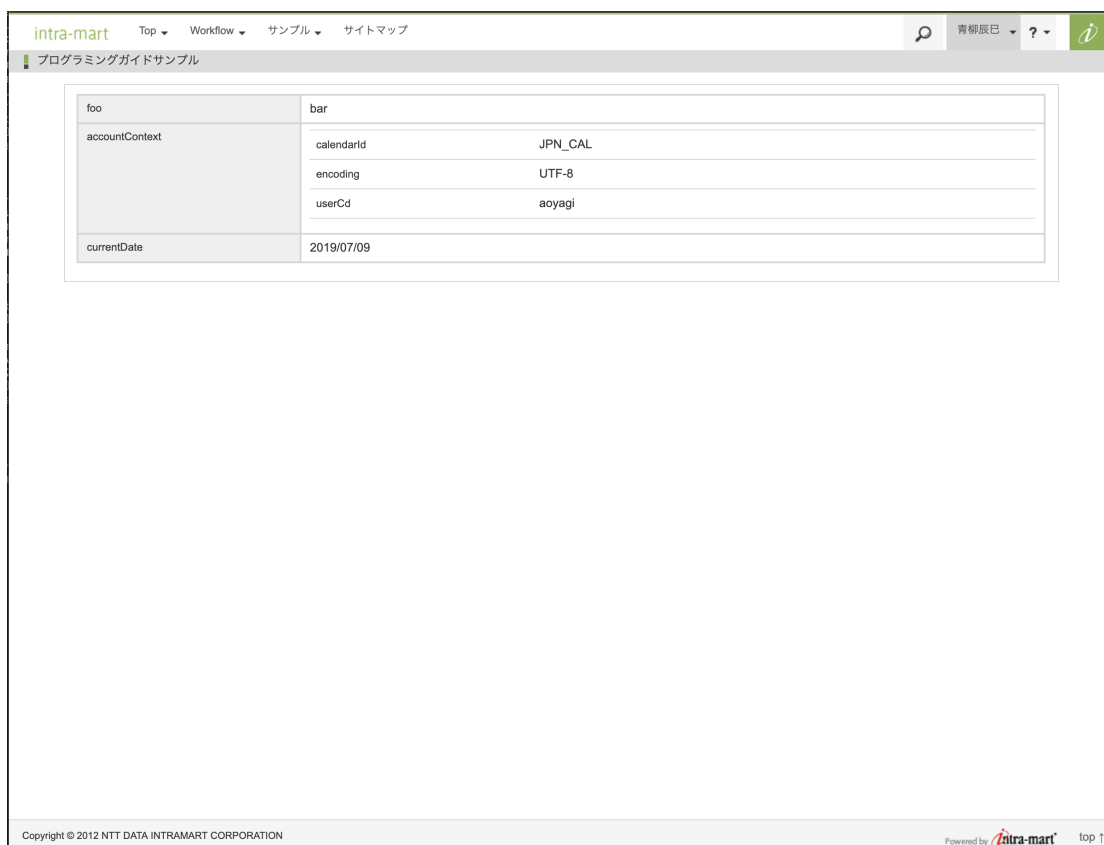 intra-mart Top Workflow サンプル サイトマップ 青柳辰巳 ? i
プログラミングガイドサンプル
foo bar
accountContext
calendarId JPN_CAL
encoding UTF-8
userCd aoyagi
currentDate 2019/07/09
Copyright © 2012 NTT DATA INTRAMART CORPORATION Powered by intra-mart top ↑